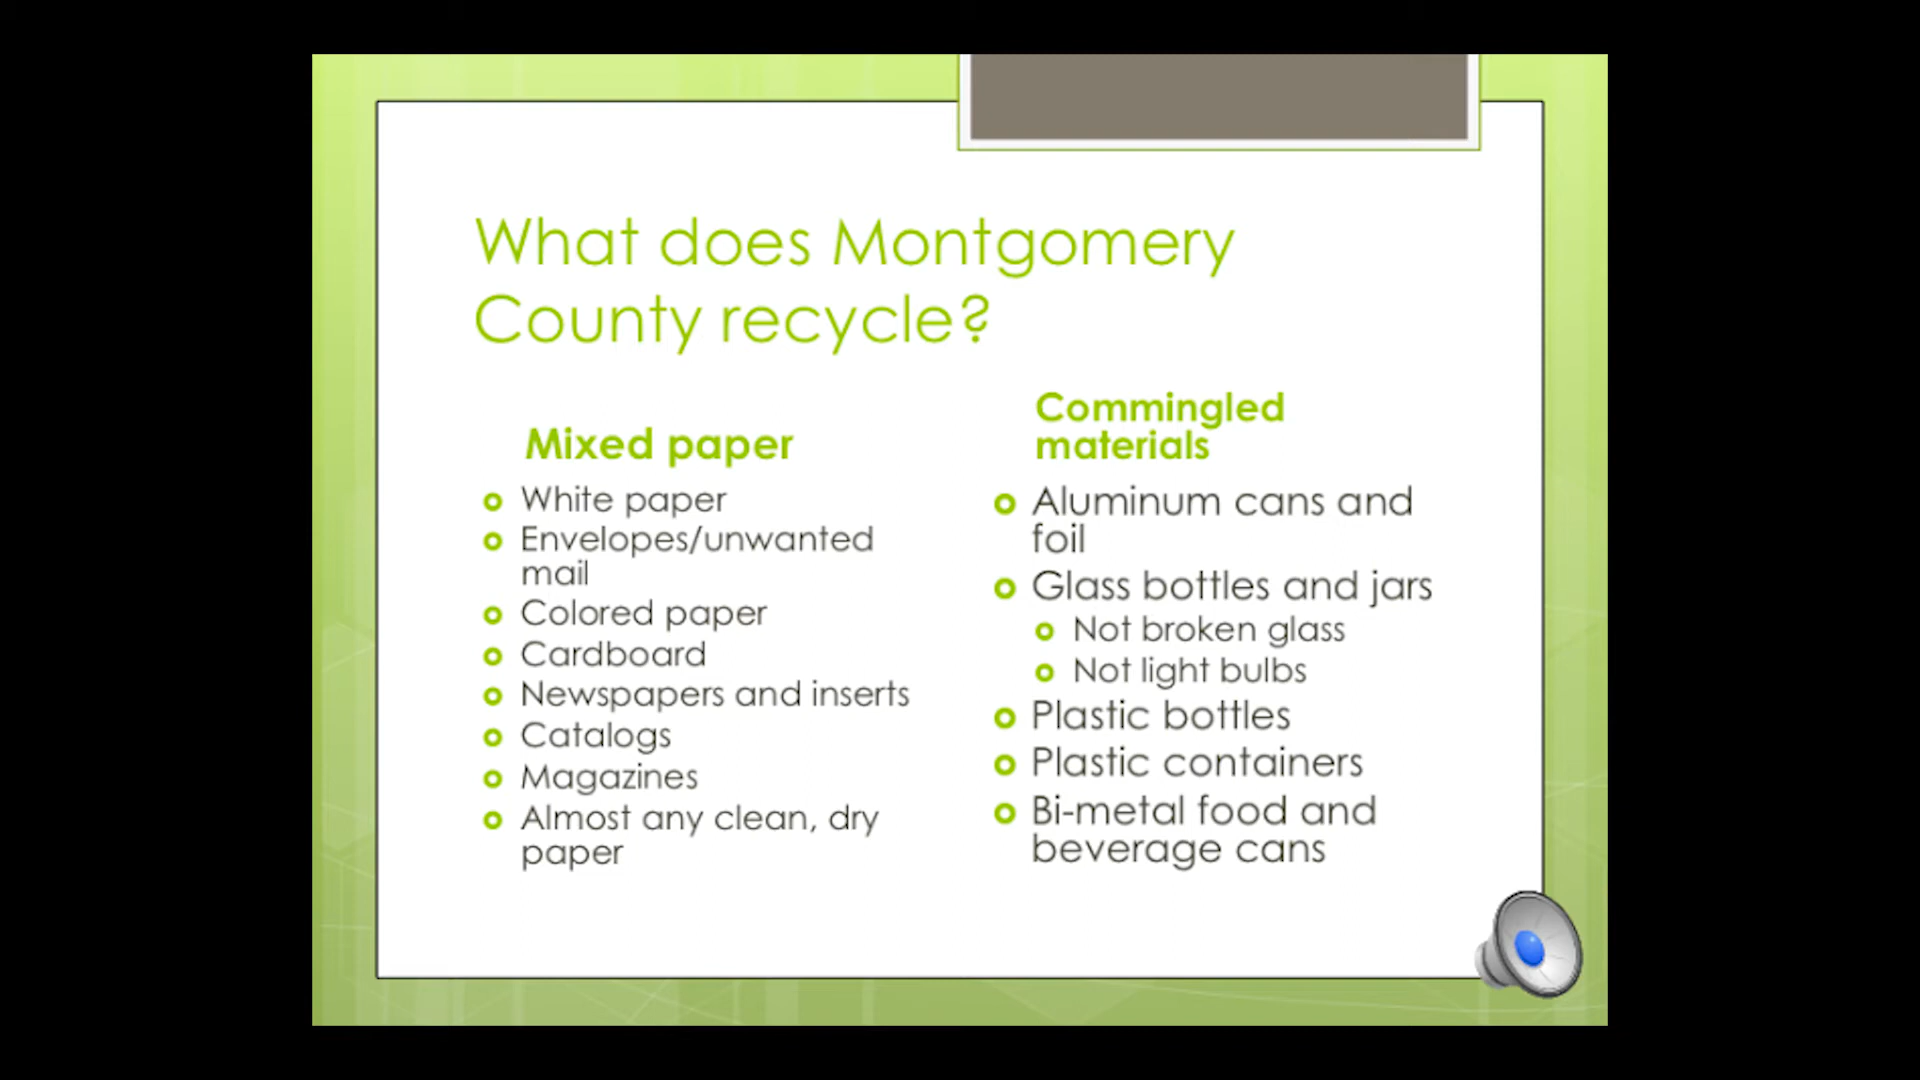 What does Montgomery
County recycle?
Mixed paper
White paper
Envelopes/unwanted
mail
Colored paper
Cardboard
Newspapers and inserts
Catalogs
Magazines
Almost any clean, dry
paper
Commingled
materials
Aluminum cans and
foil
Glass bottles and jars
Not broken glass
Not light bulbs
Plastic bottles
Plastic containers
Bi-metal food and
beverage cans